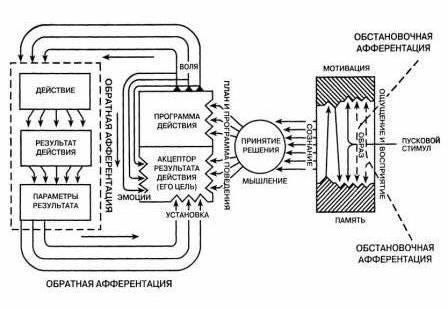 ОБСТАНОВОЧНАЯ
АФФЕРЕНТАЦИЯ
ВОЛЯ
МОТИВАЦИЯ
ДЕЙСТВИЕ
РЕЗУЛЬТАТ
ДЕЙСТВИЯ
ПАРАМЕТРЫ
РЕЗУЛЬТАТА
ОБРАТНАЯ АФФЕРЕНТАЦИЯ
ПРОГРАММА
ДЕЙСТВИЯ
АКЦЕПТОР
РЕЗУЛЬТАТА
ДЕЙСТВИЯ
(ЕГО ЦЕЛЬ)
ЭМОЦИИ
УСТАНОВКА
ПЛАН И ПРОГРАММА ПОВЕДЕНИЯ
ПРИНЯТИЕ
РЕШЕНИЯ
МЫШЛЕНИЕ
СОЗНАНИЕ
ОБРАЗ
ОЩУЩЕНИЕ И ВОСПРИЯТИЕ
ПУСКОВОЙ
СТИМУЛ
ПАМЯТЬ
ОБСТАНОВОЧНАЯ
АФФЕРЕНТАЦИЯ
ОБРАТНАЯ АФФЕРЕНТАЦИЯ